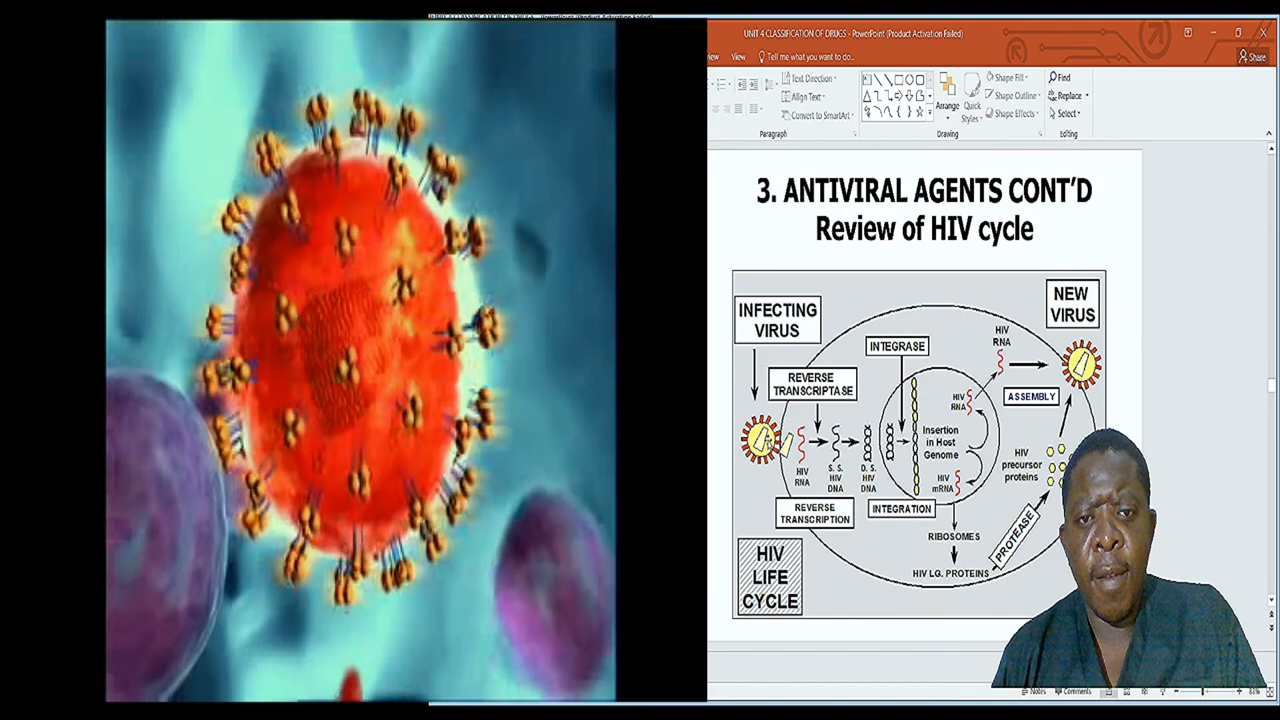 UNIT 4 CLASSIFICATION OF DRUGS - PowerPoint (Product Activation Failed)
View
Tell me what you want to do...
Share
Text Direction
Align Text
Convert to SmartArt
Paragraph
Arrange
Quick
Styles
Shape Fill
Shape Outline
Shape Effects
Drawing
Find
Replace
Select
Editing
3. ANTIVIRAL AGENTS CONT'D
Review of HIV cycle
INFECTING
VIRUS
NEW
VIRUS
HIV
RNA
INTEGRASE
REVERSE
TRANSCRIPTASE
ASSEMBLY
HIV
RNA
Insertion
in Host
Genome
HIV
mRNA
HIV
RNA
S. S.
HIV
DNA
D. S.
HIV
DNA
HIV
precursor
proteins
REVERSE
TRANSCRIPTION
INTEGRATION
RIBOSOMES
PROTEASE
HIV LG. PROTEINS
HIV
LIFE
CYCLE
Notes
Comments
83%